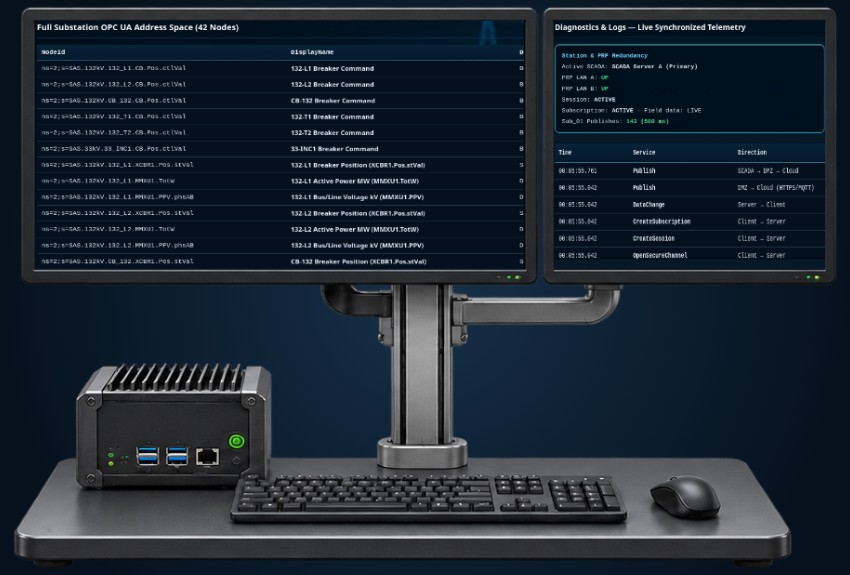 Full Substation OPC UA Address Space (42 Nodes)
NodeId DisplayName D
ns=2;s=SAS.132kV.132_L1.CB.Pos.ctlVal 132-L1 Breaker Command D
ns=2;s=SAS.132kV.132_L2.CB.Pos.ctlVal 132-L2 Breaker Command B
ns=2;s=SAS.132kV.CB_132.CB.Pos.ctlVal CB-132 Breaker Command B
ns=2;s=SAS.132kV.132_T1.CB.Pos.ctlVal 132-T1 Breaker Command B
ns=2;s=SAS.132kV.132_T2.CB.Pos.ctlVal 132-T2 Breaker Command B
ns=2;s=SAS.33kV.33_INC1.CB.Pos.ctlVal 33-INC1 Breaker Command B
ns=2;s=SAS.132kV.132_L1.XCBR1.Pos.stVal 132-L1 Breaker Position (XCBR1.Pos.stVal) S
ns=2;s=SAS.132kV.132_L1.MMXU1.TotW 132-L1 Active Power MW (MMXU1.TotW) D
ns=2;s=SAS.132kV.132_L1.MMXU1.PPV.phsAB 132-L1 Bus/Line Voltage kV (MMXU1.PPV) D
ns=2;s=SAS.132kV.132_L2.XCBR1.Pos.stVal 132-L2 Breaker Position (XCBR1.Pos.stVal) S
ns=2;s=SAS.132kV.132_L2.MMXU1.TotW 132-L2 Active Power MW (MMXU1.TotW) D
ns=2;s=SAS.132kV.132_L2.MMXU1.PPV.phsAB 132-L2 Bus/Line Voltage kV (MMXU1.PPV) D
ns=2;s=SAS.132kV.CB_132.XCBR1.Pos.stVal CB-132 Breaker Position (XCBR1.Pos.stVal) S
Diagnostics & Logs — Live Synchronized Telemetry
Station & PRP Redundancy
Active SCADA: SCADA Server A (Primary)
PRP LAN A: UP
PRP LAN B: UP
Session: ACTIVE
Subscription: ACTIVE · Field data: LIVE
Sub_01 Publishes: 143 (500 ms)
Time Service Direction
00:05:55.761 Publish SCADA → DMZ → Cloud
00:05:55.042 Publish DMZ → Cloud (HTTPS/MQTT)
00:05:55.042 DataChange Server → Client
00:05:55.042 CreateSubscription Client → Server
00:05:55.042 CreateSession Client → Server
00:05:55.042 OpenSecureChannel Client → Server